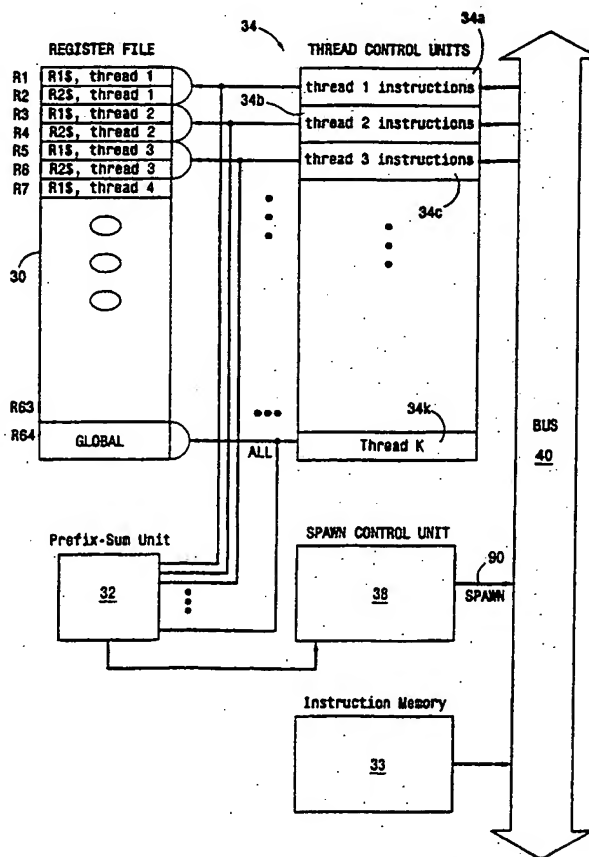 34a
34
REGISTER FILE
THREAD CONTROL UNITS
R1 R1$, thread 1
thread 1 instructions
R2 R2$, thread 1
34b
R3 R1$, thread 2
thread 2 instructions
R4 R2$, thread 2
R5 R1$, thread 3
thread 3 instructions
R6 R2$, thread 3
R7 R1$, thread 4
34c
30
R63
34k
R64 GLOBAL
ALL
Thread K
BUS
40
Prefix-Sum Unit
SPAWN CONTROL UNIT
32
38
90
SPAWN
Instruction Memory
33